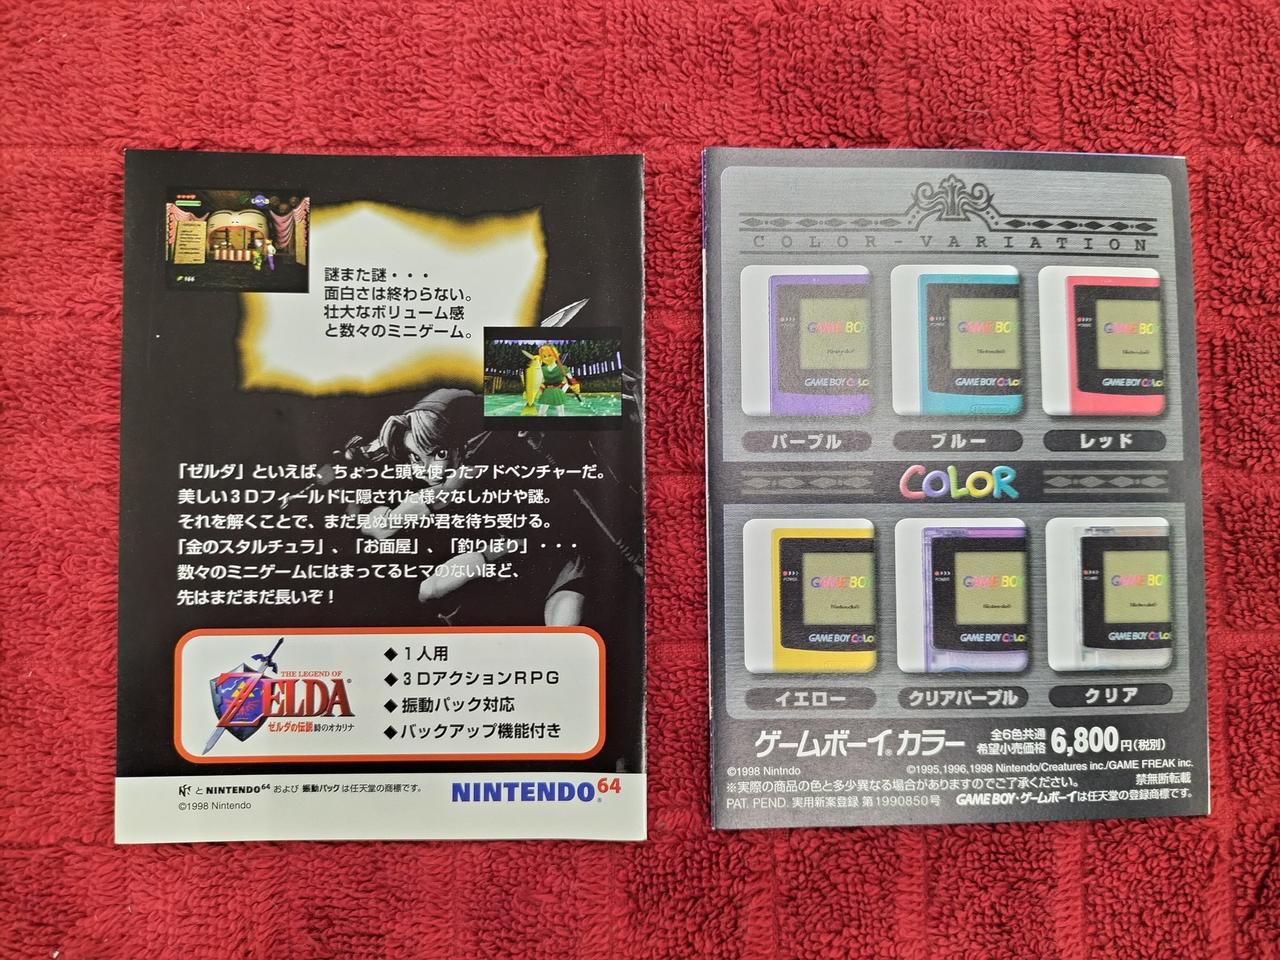 謎また謎・・・
面白さは終わらない。
壮大なボリューム感
と数々のミニゲーム。
「ゼルダ」といえば、ちょっと頭を使ったアドベンチャーだ。
美しい3Dフィールドに隠された様々なしかけや謎。
それを解くことで、まだ見ぬ世界が君を待ち受ける。
「金のスタルチュラ」、「お面屋」、「釣りぼり」・・・
数々のミニゲームにはまってるヒマのないほど、
先はまだまだ長いぞ！
THE LEGEND OF
ZELDA
ゼルダの伝説 時のオカリナ
◆1人用
◆3DアクションRPG
◆振動パック対応
◆バックアップ機能付き
と NINTENDO64 および 振動パックは任天堂の商標です。
©1998 Nintendo
NINTENDO64
COLOR-VARIATION
GAME BO
Nintendo
GAME BOY COLO
GAME BO
Nintendo
GAME BOY COLO
GAME BO
Nintendo
GAME BOY COLO
パープル
ブルー
レッド
COLOR
GAME BO
Nintendo
GAME BOY COLO
GAME BO
Nintendo
GAME BOY COLO
GAME BO
Nintendo
GAME BOY COLO
イエロー
クリアパープル
クリア
ゲームボーイカラー
全6色共通
希望小売価格 6,800円(税別)
©1998 Nintndo
©1995,1996,1998 Nintendo/Creatures inc./GAME FREAK inc.
※実際の商品の色と多少異なる場合がありますのでご了承ください。
禁無断転載
PAT. PEND. 実用新案登録 第1990850号
GAME BOY・ゲームボーイは任天堂の登録商標です。